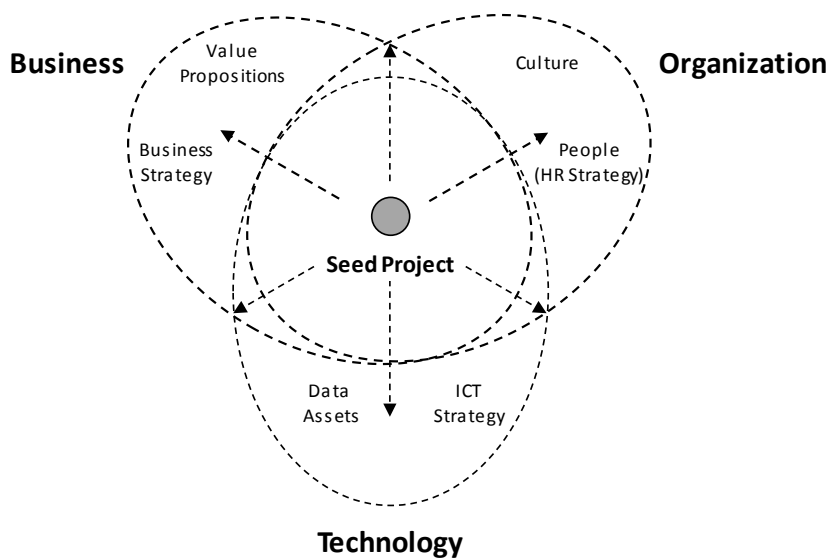 Business
Value
Propositions
Culture
Organization
Business
Strategy
People
(HR Strategy)
Seed Project
Data
Assets
ICT
Strategy
Technology